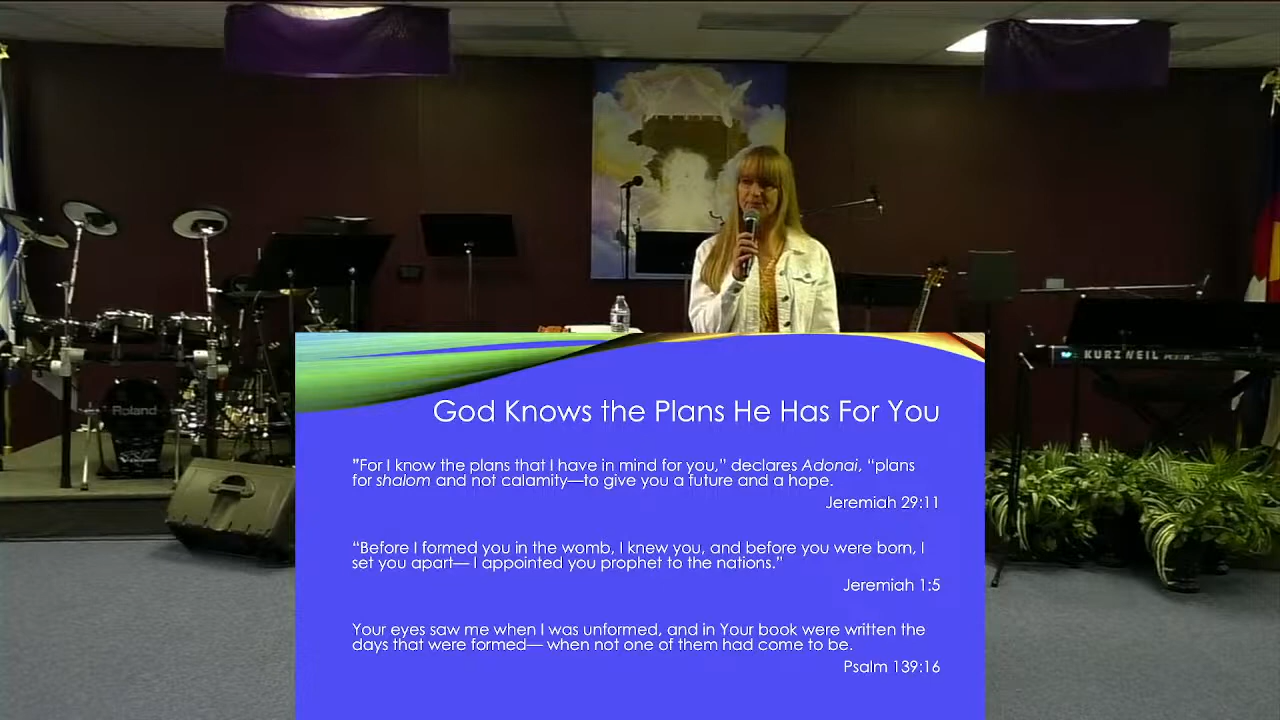 KURZWEIL
Roland
God Knows the Plans He Has For You
"For I know the plans that I have in mind for you," declares Adonai, “plans
for shalom and not calamity—to give you a future and a hope.
Jeremiah 29:11
“Before I formed you in the womb, I knew you, and before you were born, I
set you apart— I appointed you prophet to the nations.”
Jeremiah 1:5
Your eyes saw me when I was unformed, and in Your book were written the
days that were formed— when not one of them had come to be.
Psalm 139:16